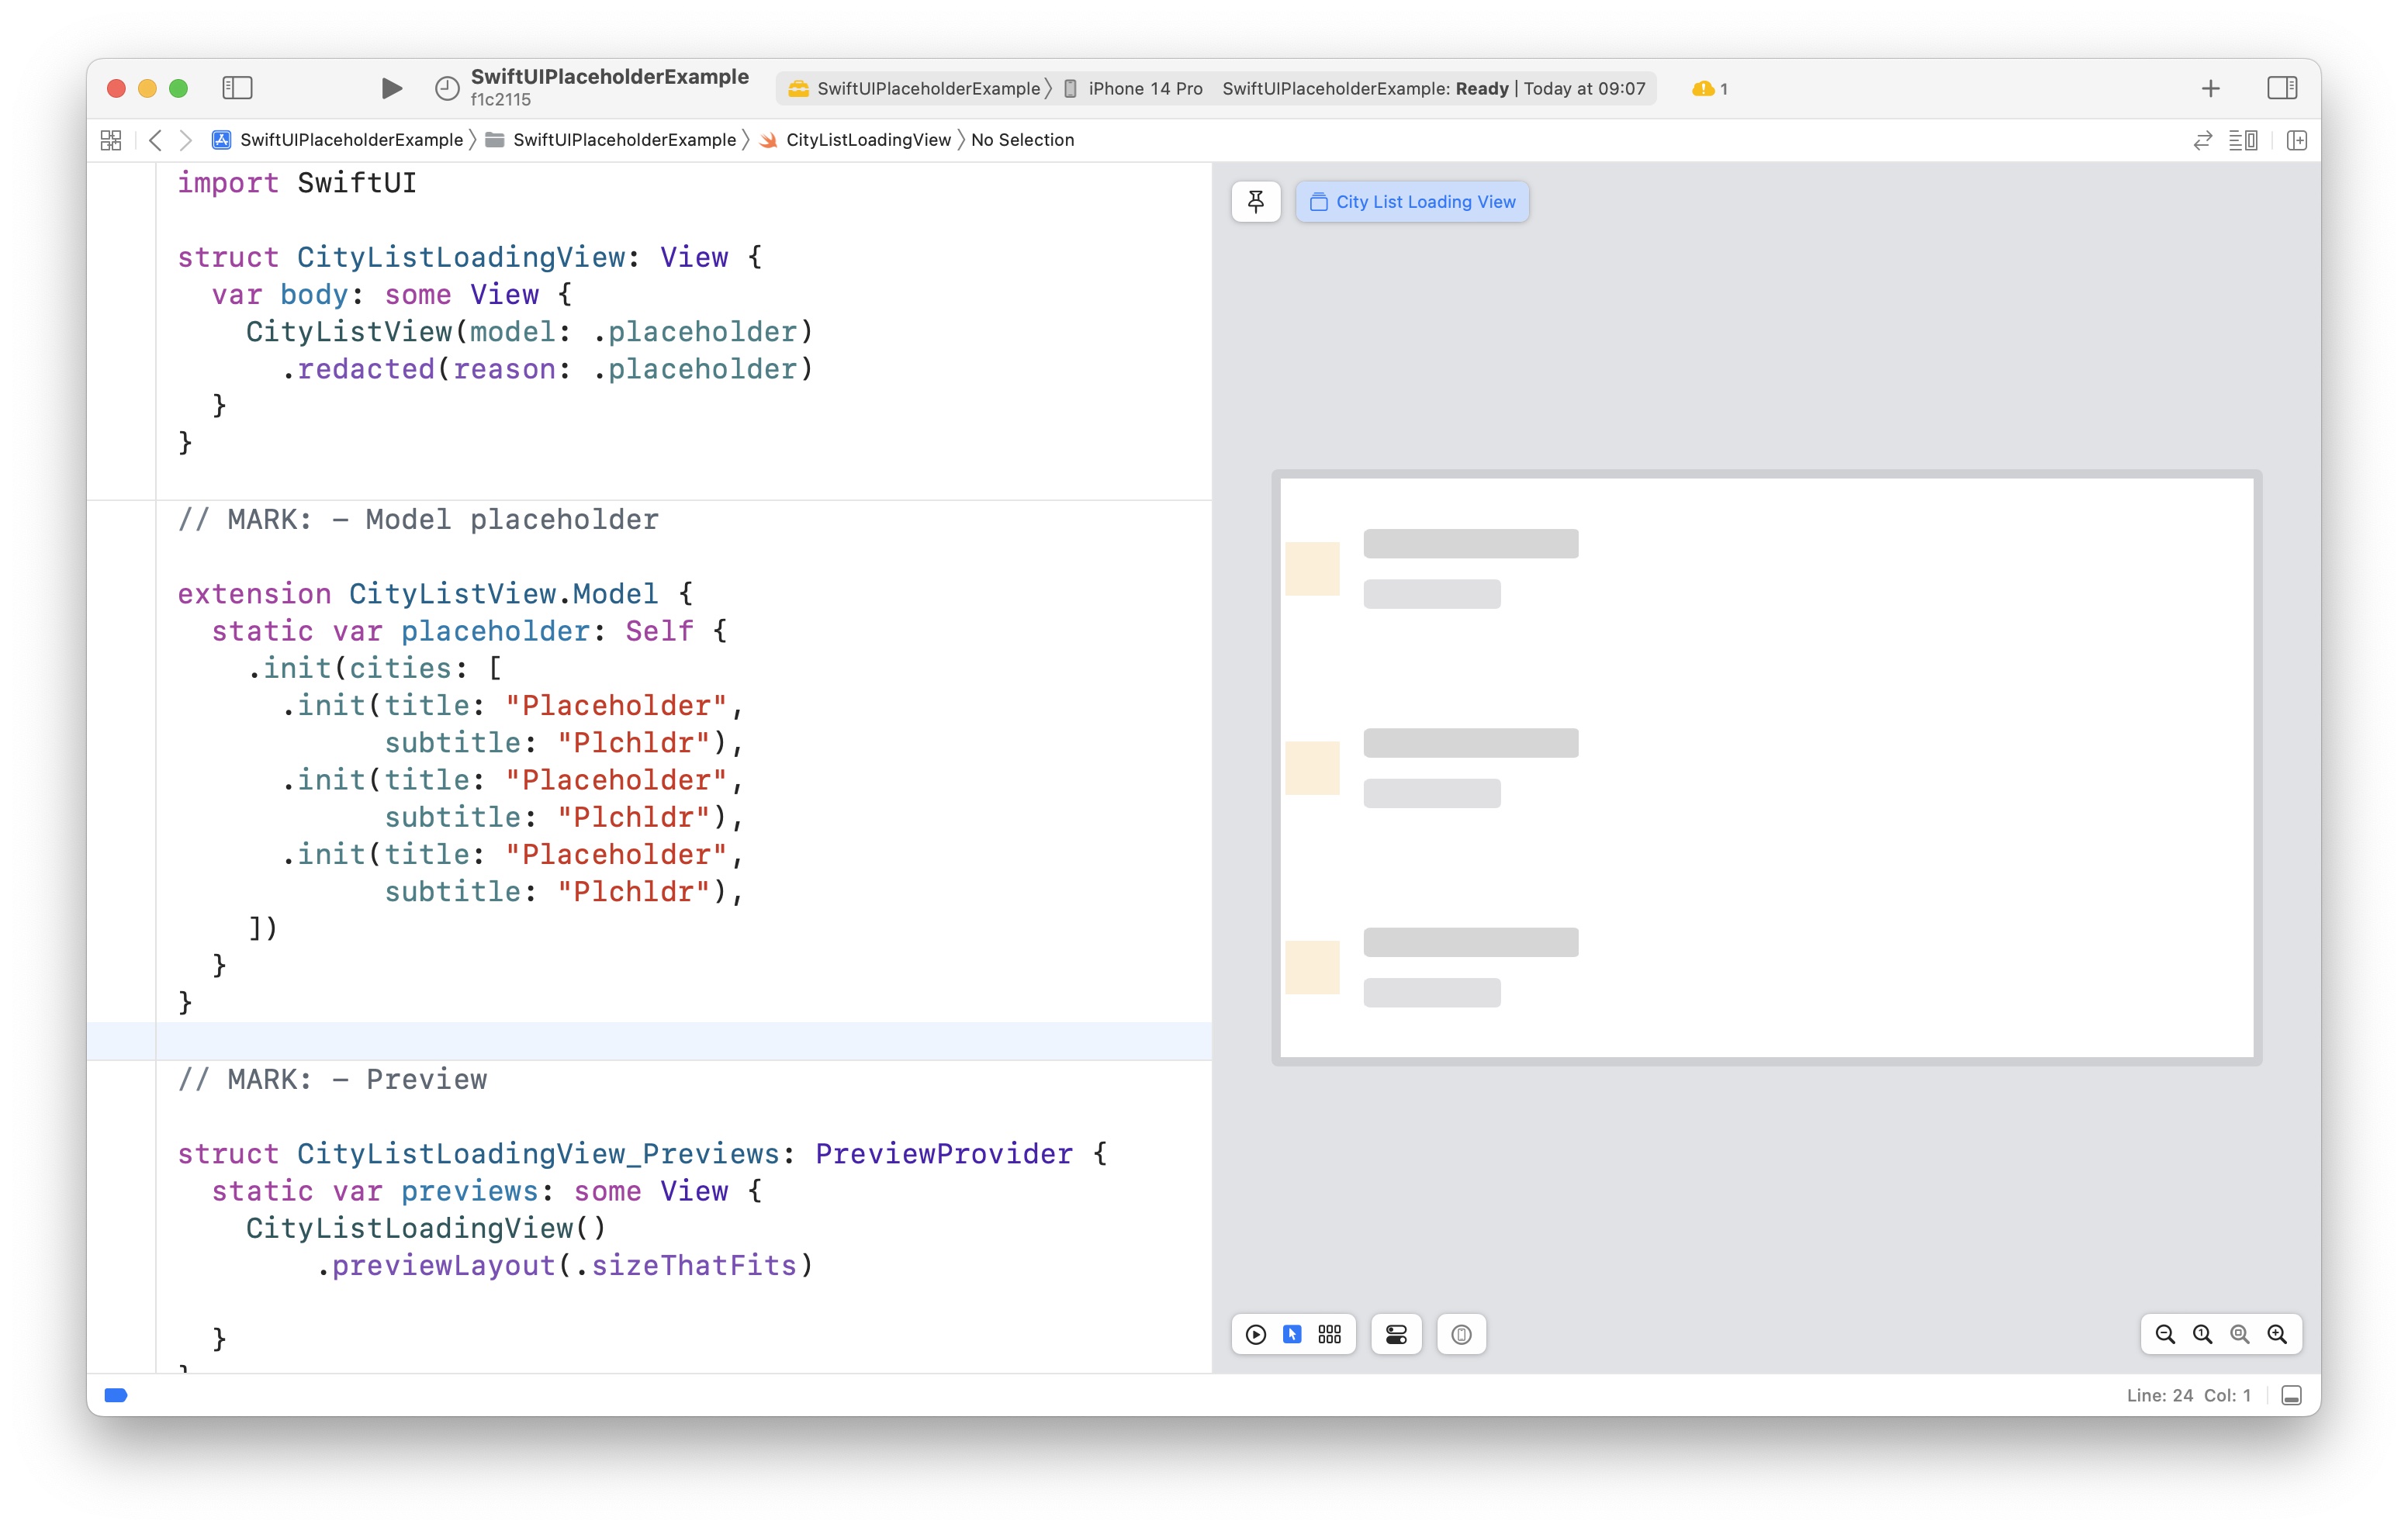 SwiftUIPlaceholderExample
f1c2115
SwiftUIPlaceholderExample 〉 iPhone 14 Pro SwiftUIPlaceholderExample: Ready | Today at 09:07
1
SwiftUIPlaceholderExample 〉 SwiftUIPlaceholderExample 〉 CityListLoadingView 〉 No Selection
import SwiftUI
struct CityListLoadingView: View {
var body: some View {
CityListView(model: .placeholder)
.redacted(reason: .placeholder)
}
}
// MARK: – Model placeholder
extension CityListView.Model {
static var placeholder: Self {
.init(cities: [
.init(title: "Placeholder",
subtitle: "Plchldr"),
.init(title: "Placeholder",
subtitle: "Plchldr"),
.init(title: "Placeholder",
subtitle: "Plchldr"),
])
}
}
// MARK: – Preview
struct CityListLoadingView_Previews: PreviewProvider {
static var previews: some View {
CityListLoadingView()
.previewLayout(.sizeThatFits)
}
City List Loading View
Line: 24 Col: 1